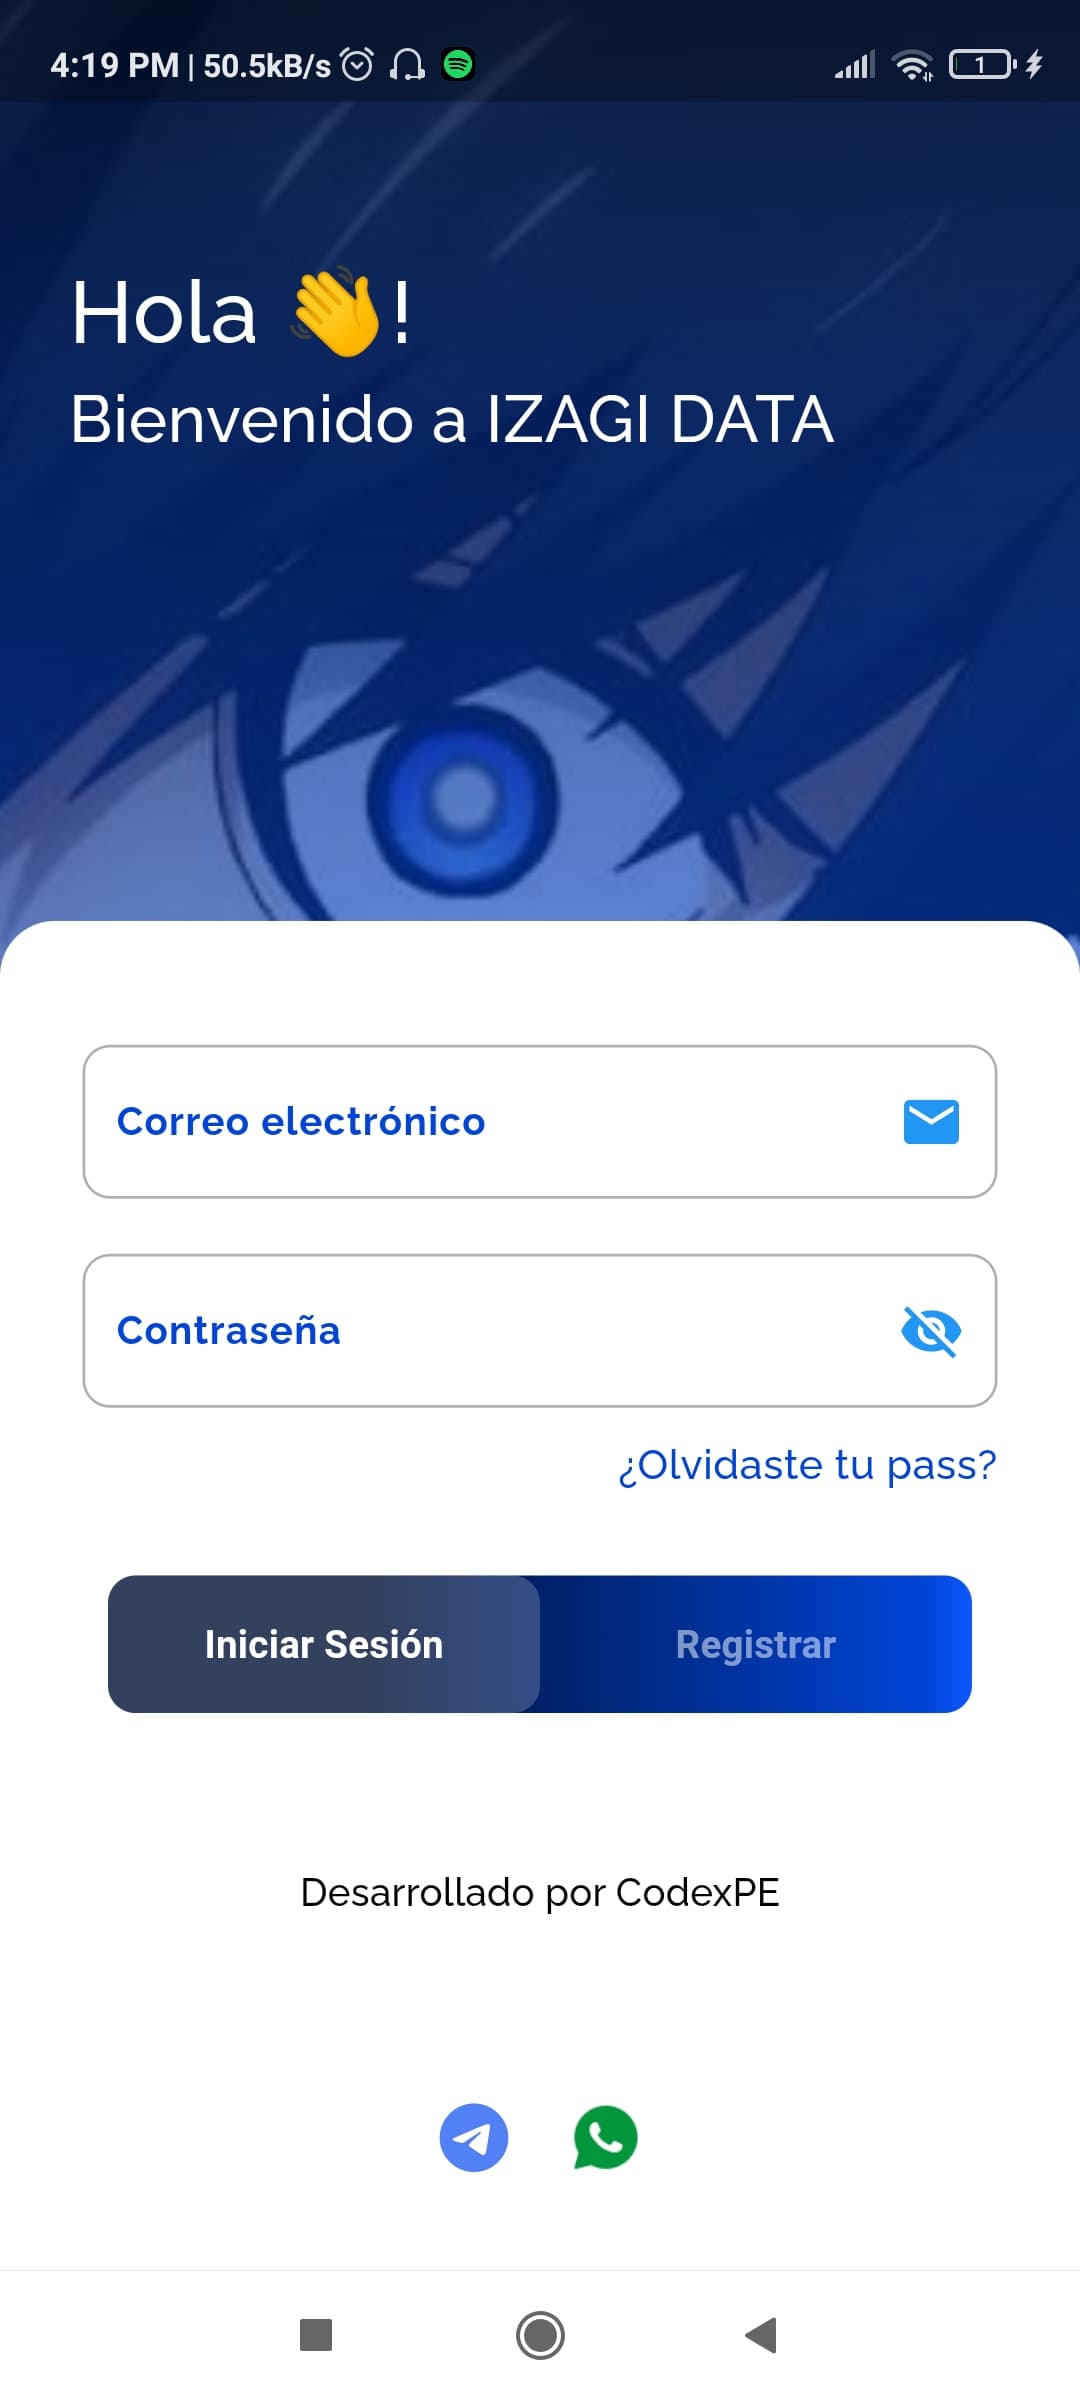 4:19 PM | 50.5kB/s
1
Hola 👋!
Bienvenido a IZAGI DATA
Correo electrónico
Contraseña
¿Olvidaste tu pass?
Iniciar Sesión
Registrar
Desarrollado por CodexPE